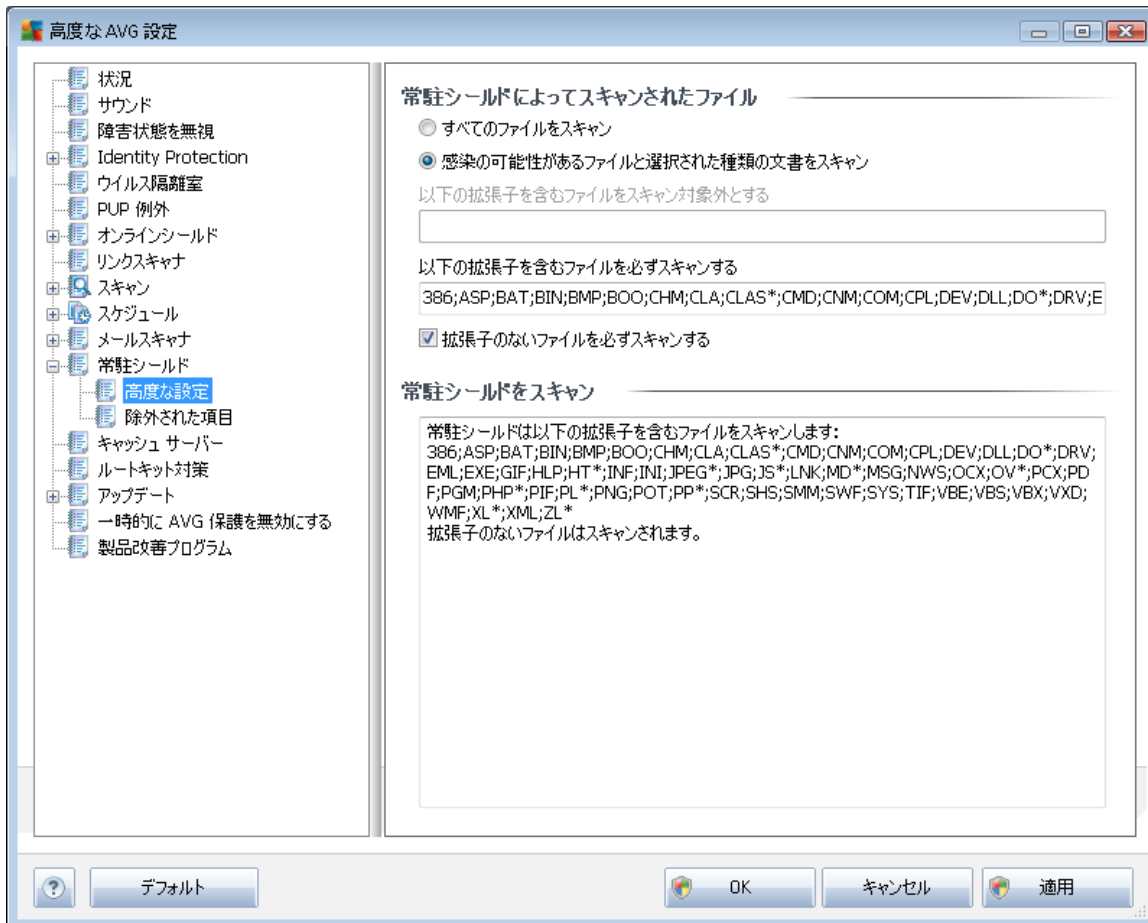 高度な AVG 設定
状況
サウンド
障害状態を無視
Identity Protection
ウイルス隔離室
PUP 例外
オンラインシールド
リンクスキャナ
スキャン
スケジュール
メールスキャナ
常駐シールド
高度な設定
除外された項目
キャッシュ サーバー
ルートキット対策
アップデート
一時的に AVG 保護を無効にする
製品改善プログラム
常駐シールドによってスキャンされたファイル
すべてのファイルをスキャン
感染の可能性があるファイルと選択された種類の文書をスキャン
以下の拡張子を含むファイルをスキャン対象外とする
以下の拡張子を含むファイルを必ずスキャンする
386;ASP;BAT;BIN;BMP;BOO;CHM;CLA;CLAS*;CMD;CNM;COM;CPL;DEV;DLL;DO*;DRV;E
拡張子のないファイルを必ずスキャンする
常駐シールドをスキャン
常駐シールドは以下の拡張子を含むファイルをスキャンします:
386;ASP;BAT;BIN;BMP;BOO;CHM;CLA;CLAS*;CMD;CNM;COM;CPL;DEV;DLL;DO*;DRV;
EML;EXE;GIF;HLP;HT*;INF;INI;JPEG*;JPG;JS*;LNK;MD*;MSG;NWS;OCX;OV*;PCX;PD
F;PGM;PHP*;PIF;PL*;PNG;POT;PP*;SCR;SHS;SMM;SWF;SYS;TIF;VBE;VBS;VBX;VXD;
WMF;XL*;XML;ZL*
拡張子のないファイルはスキャンされます。
?
デフォルト
OK
キャンセル
適用